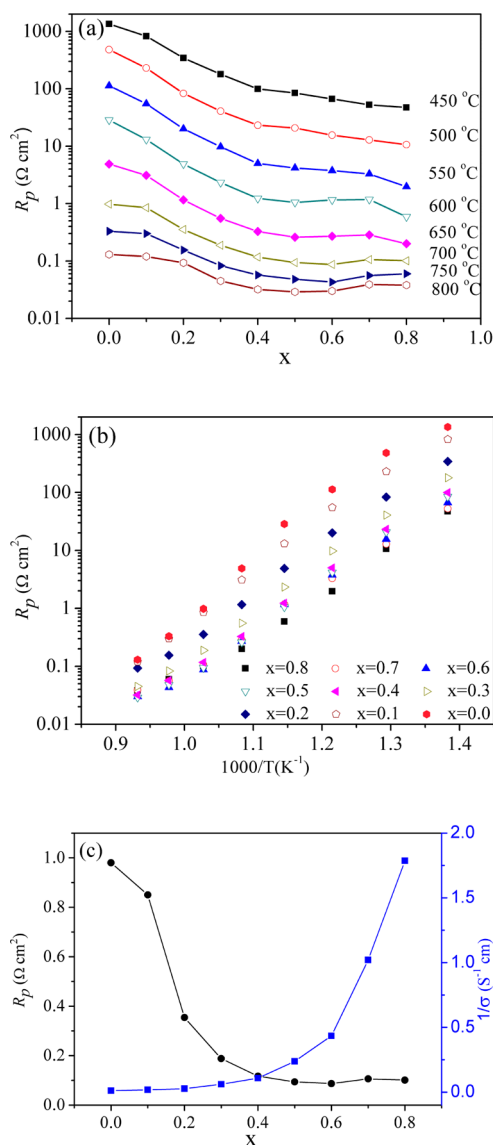 (a)
1000
100
10
1
0.1
0.01
R_p (Ω cm²)
450 °C
500 °C
550 °C
600 °C
650 °C
700 °C
750 °C
800 °C
0.0 0.2 0.4 0.6 0.8 1.0
X
(b)
1000
100
10
1
0.1
0.01
R_p (Ω cm²)
x=0.8 x=0.7 x=0.6
x=0.5 x=0.4 x=0.3
x=0.2 x=0.1 x=0.0
0.9 1.0 1.1 1.2 1.3 1.4
1000/T(K⁻¹)
(c)
1.0
0.8
0.6
0.4
0.2
0.0
R_p (Ω cm²)
2.0
1.5
1.0
0.5
0.0
1/σ (S⁻¹ cm)
0.0 0.2 0.4 0.6 0.8
X